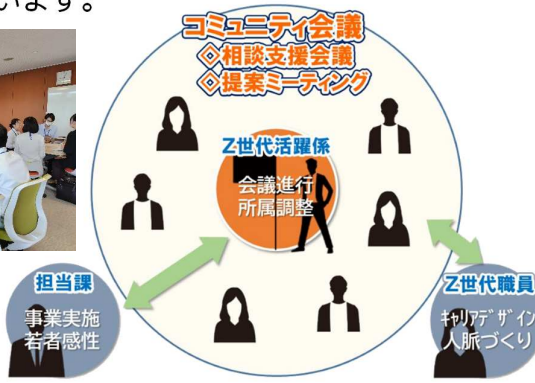 います。
コミュニティ会議
◇相談支援会議
◇提案ミーティング
Z世代活躍係
会議進行
所属調整
担当課
事業実施
若者感性
Z世代職員
ｷｬﾘｱﾃﾞｻﾞｲﾝ
人脈づくり